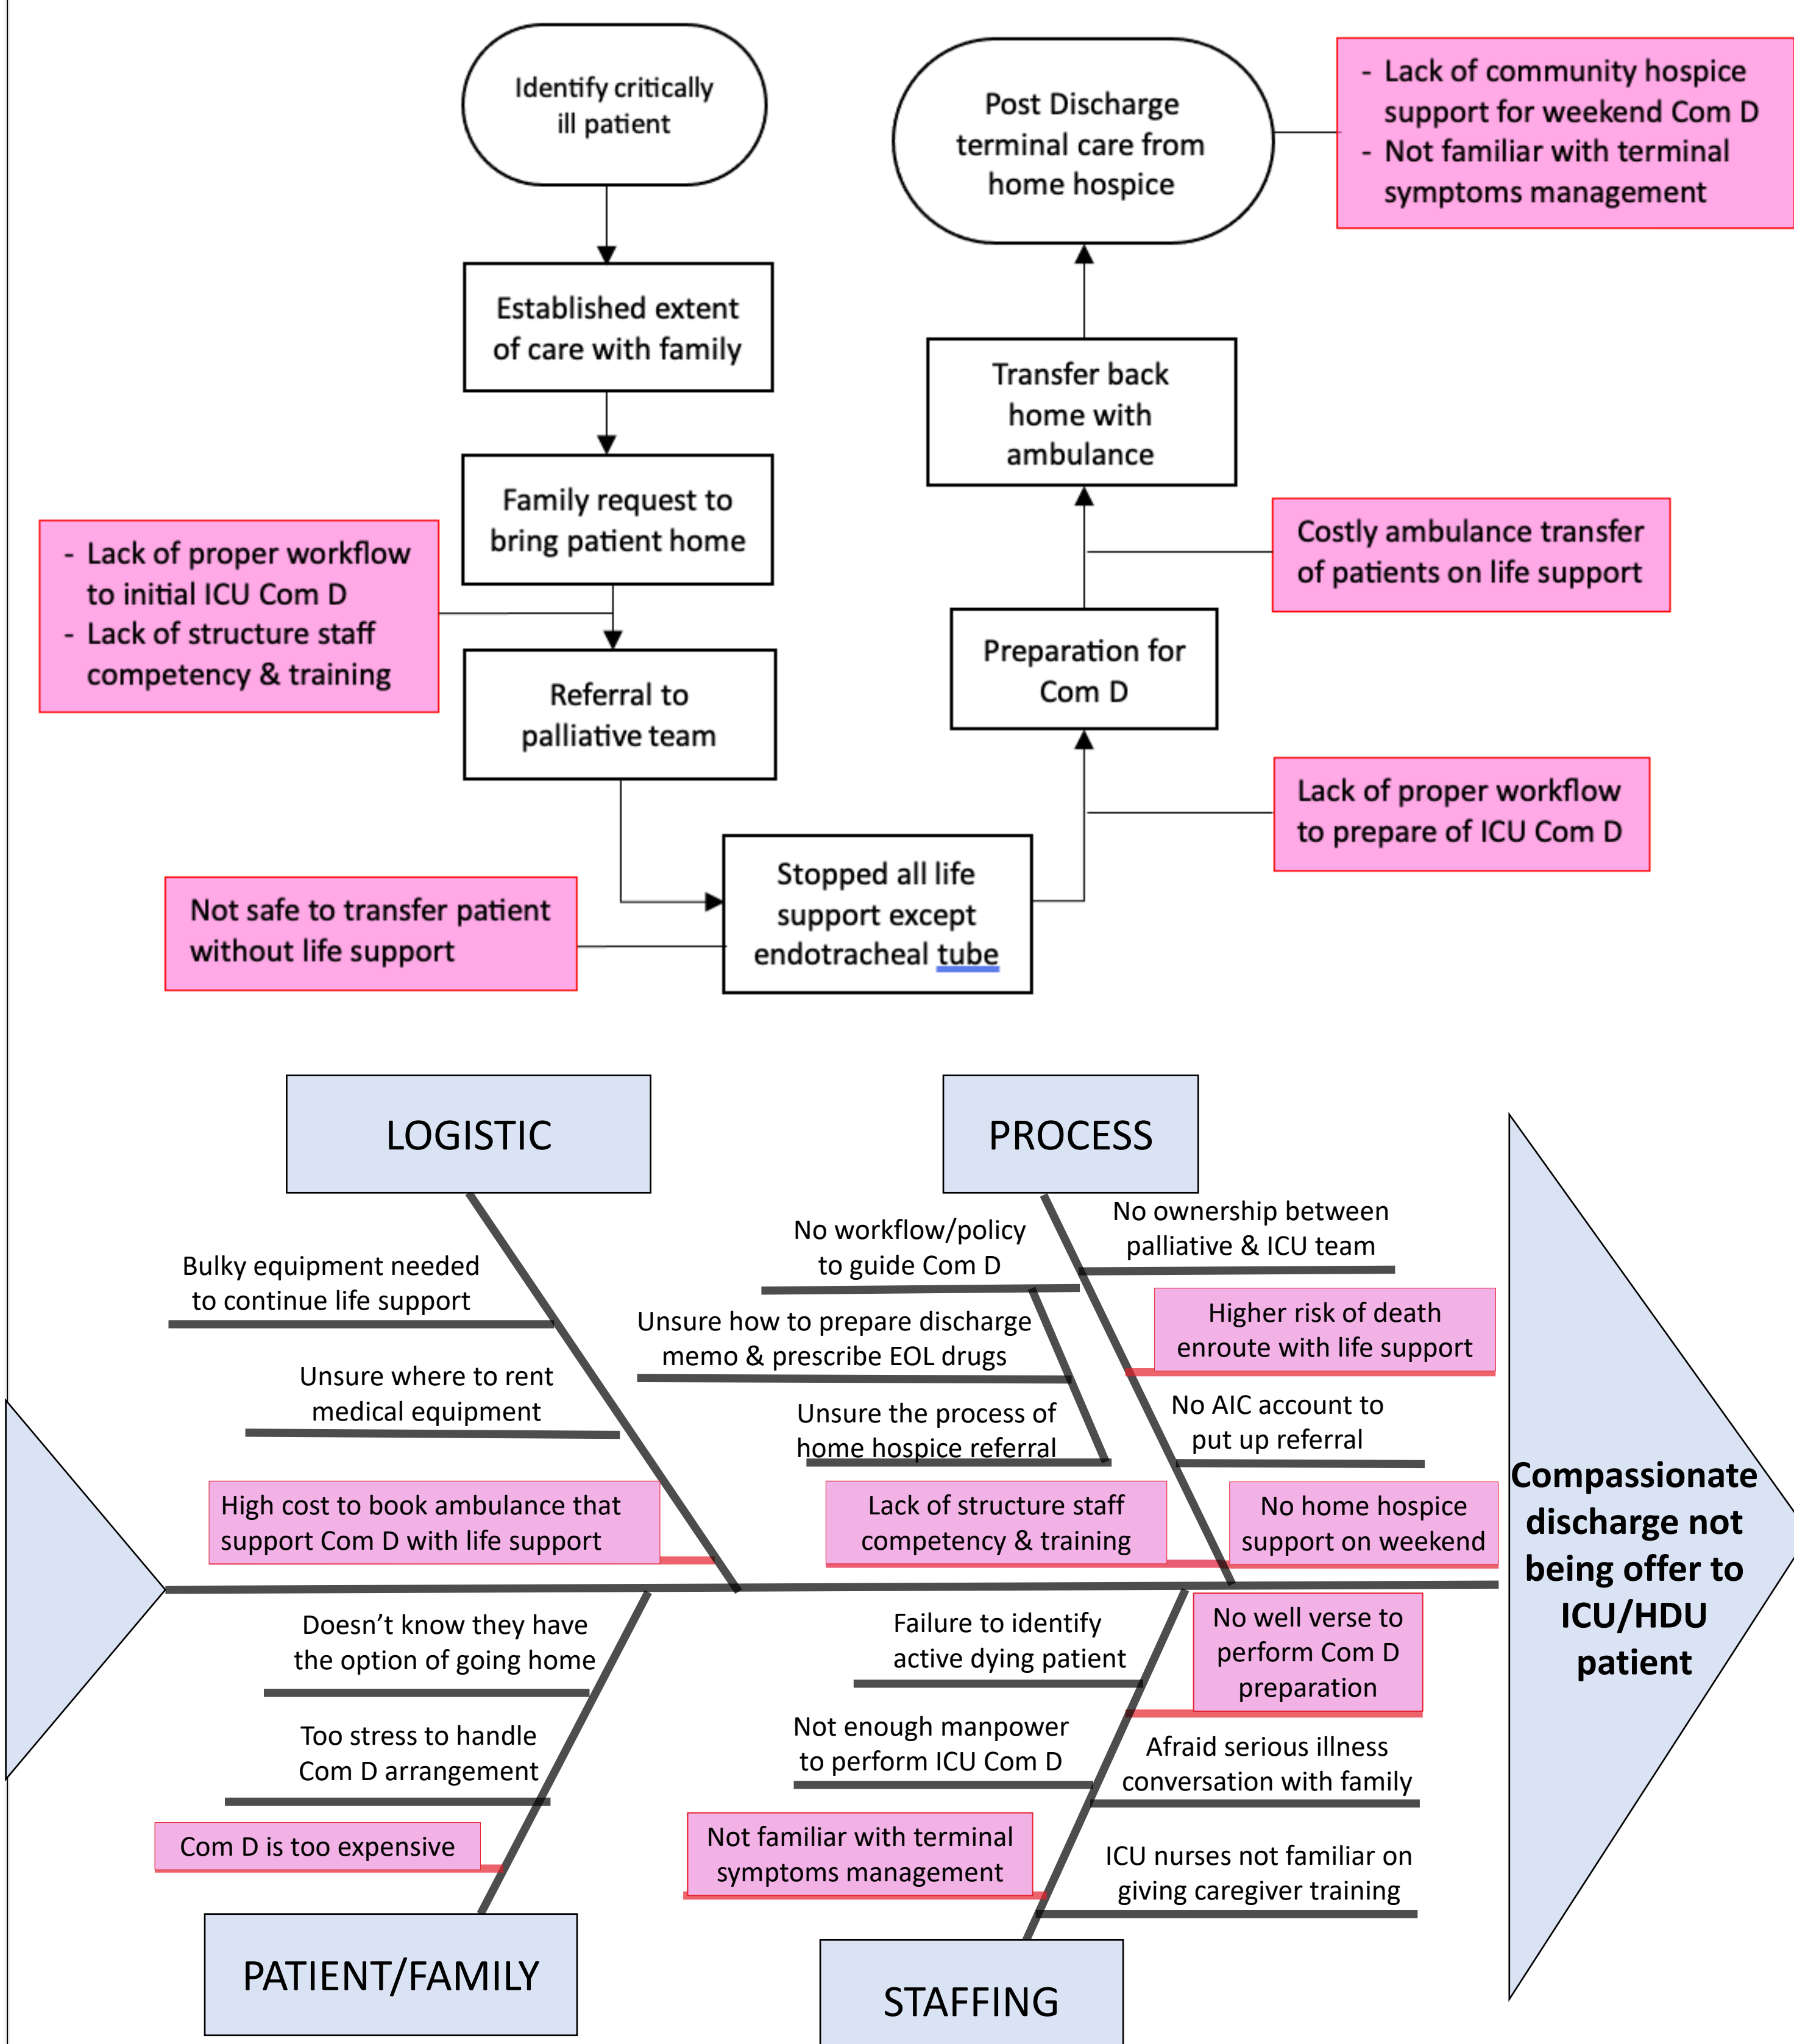 Identify critically
ill patient
Established extent
of care with family
Family request to
bring patient home
- Lack of proper workflow
to initial ICU Com D
- Lack of structure staff
competency & training
Referral to
palliative team
Not safe to transfer patient
without life support
Stopped all life
support except
endotracheal tube
Lack of proper workflow
to prepare of ICU Com D
Preparation for
Com D
Costly ambulance transfer
of patients on life support
Transfer back
home with
ambulance
Post Discharge
terminal care from
home hospice
- Lack of community hospice
support for weekend Com D
- Not familiar with terminal
symptoms management
LOGISTIC
Bulky equipment needed
to continue life support
Unsure where to rent
medical equipment
High cost to book ambulance that
support Com D with life support
PROCESS
No workflow/policy
to guide Com D
Unsure how to prepare discharge
memo & prescribe EOL drugs
Unsure the process of
home hospice referral
Lack of structure staff
competency & training
No ownership between
palliative & ICU team
Higher risk of death
enroute with life support
No AIC account to
put up referral
No home hospice
support on weekend
Compassionate
discharge not
being offer to
ICU/HDU
patient
Doesn’t know they have
the option of going home
Too stress to handle
Com D arrangement
Com D is too expensive
PATIENT/FAMILY
Failure to identify
active dying patient
Not enough manpower
to perform ICU Com D
Not familiar with terminal
symptoms management
No well verse to
perform Com D
preparation
Afraid serious illness
conversation with family
ICU nurses not familiar on
giving caregiver training
STAFFING